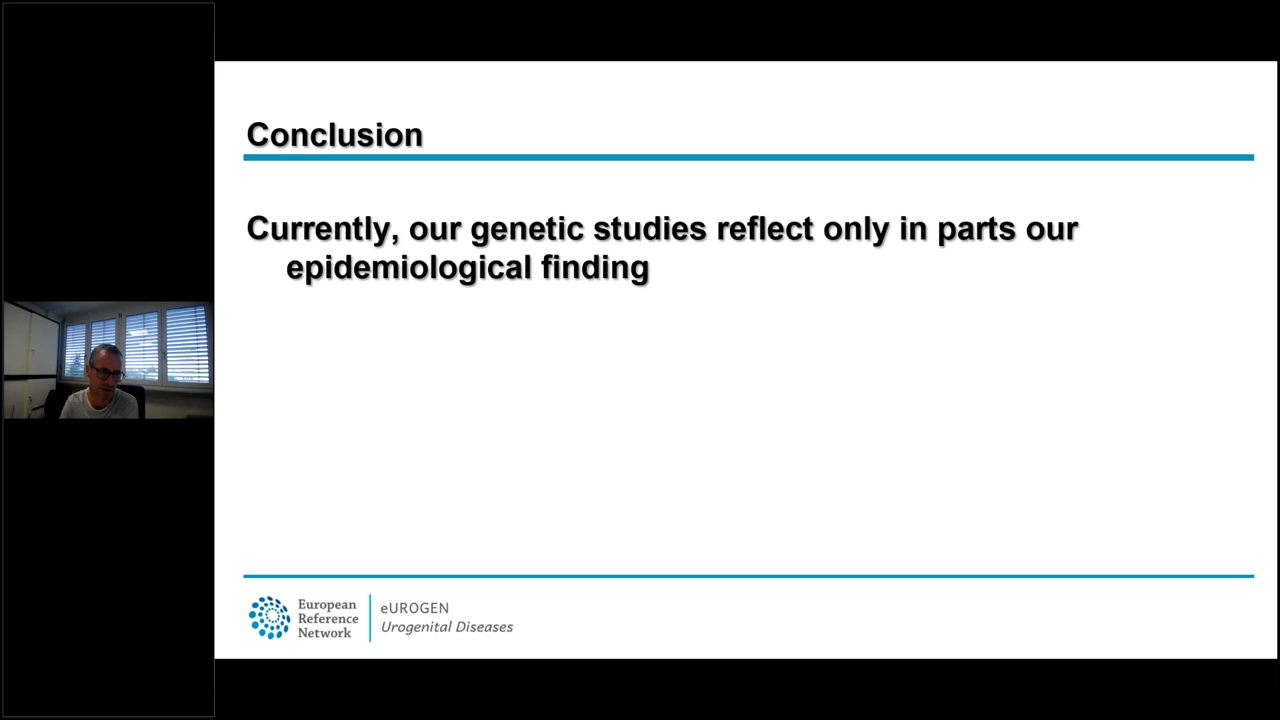 Conclusion
Currently, our genetic studies reflect only in parts our
epidemiological finding
European
Reference
Network
eUROGEN
Urogenital Diseases